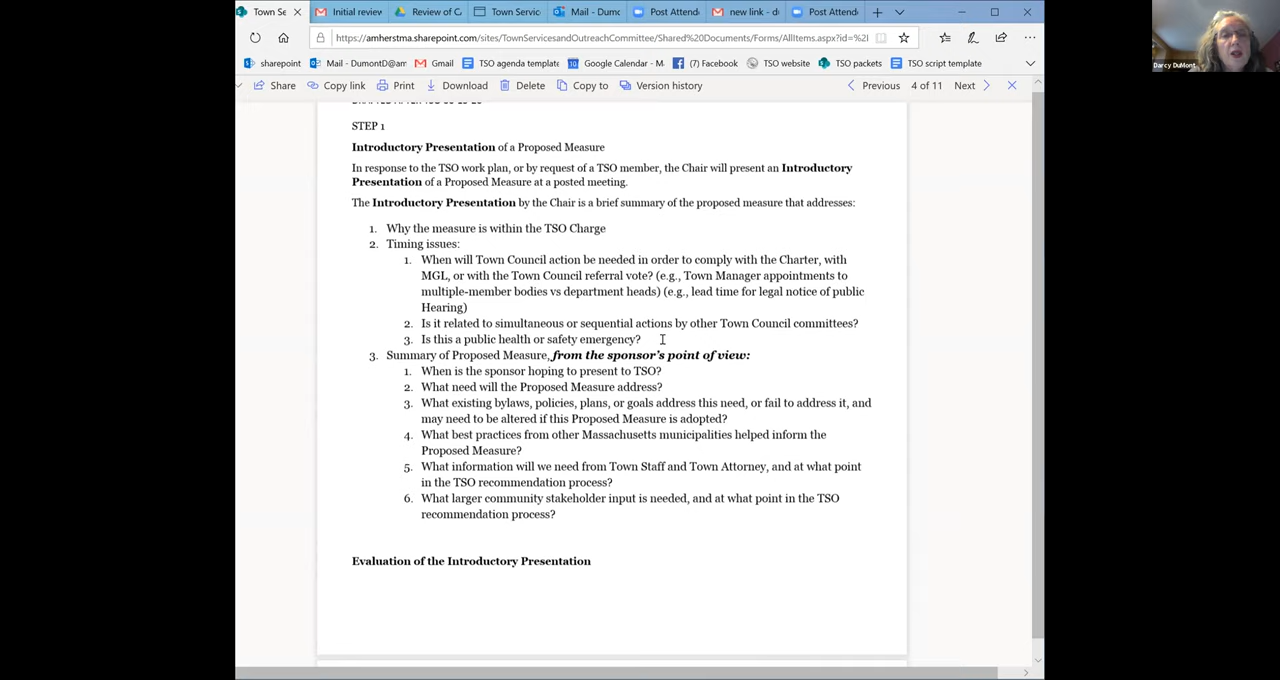 Town Se
Initial review
Review of C
Town Servic
Mail - Dumc
Post Attend
new link - d
Post Attend
https://amherstma.sharepoint.com/sites/TownServicesandOutreachCommittee/Shared%20Documents/Forms/AllItems.aspx?id=%2
Darcy DuMont
sharepoint
Mail - DumontD@am
Gmail
TSO agenda template
Google Calendar - M
(7) Facebook
TSO website
TSO packets
TSO script template
Share
Copy link
Print
Download
Delete
Copy to
Version history
Previous
4 of 11
Next
STEP 1
Introductory Presentation of a Proposed Measure
In response to the TSO work plan, or by request of a TSO member, the Chair will present an Introductory
Presentation of a Proposed Measure at a posted meeting.
The Introductory Presentation by the Chair is a brief summary of the proposed measure that addresses:
1. Why the measure is within the TSO Charge
2. Timing issues:
1. When will Town Council action be needed in order to comply with the Charter, with
MGL, or with the Town Council referral vote? (e.g., Town Manager appointments to
multiple-member bodies vs department heads) (e.g., lead time for legal notice of public
Hearing)
2. Is it related to simultaneous or sequential actions by other Town Council committees?
3. Is this a public health or safety emergency?
3. Summary of Proposed Measure, from the sponsor's point of view:
1. When is the sponsor hoping to present to TSO?
2. What need will the Proposed Measure address?
3. What existing bylaws, policies, plans, or goals address this need, or fail to address it, and
may need to be altered if this Proposed Measure is adopted?
4. What best practices from other Massachusetts municipalities helped inform the
Proposed Measure?
5. What information will we need from Town Staff and Town Attorney, and at what point
in the TSO recommendation process?
6. What larger community stakeholder input is needed, and at what point in the TSO
recommendation process?
Evaluation of the Introductory Presentation